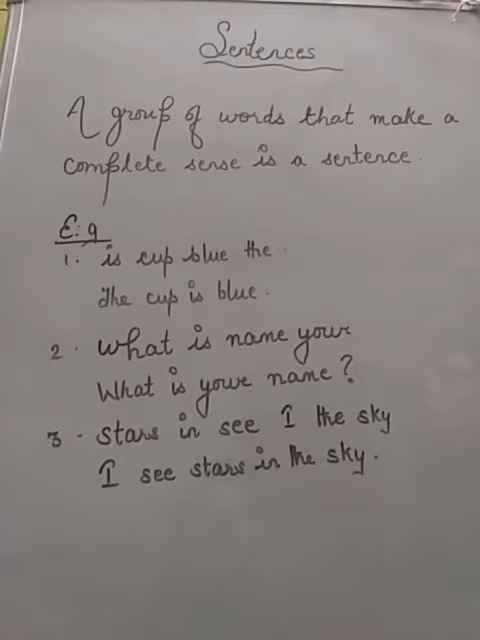 Sentences
A group of words that make a
complete sense is a sentence.
E:g
1. is cup blue the.
The cup is blue.
2. What is name your
What is your name?
3. stars in see I the sky
I see stars in the sky.